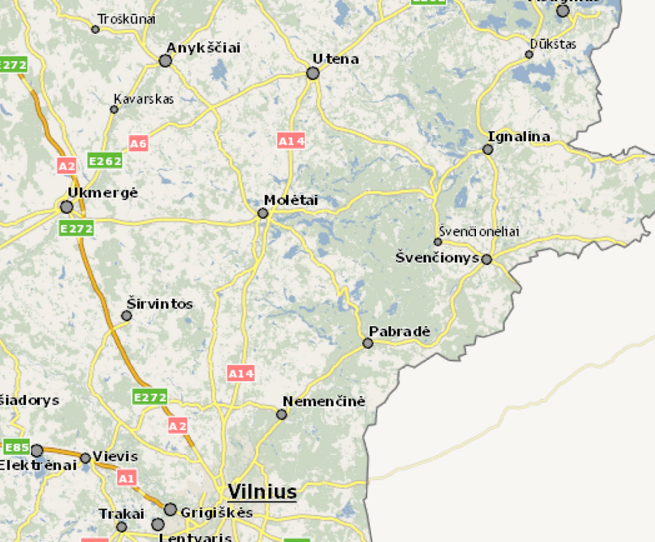 Troškūnai
Anykščiai
Utena
Dūkštas
E272
Kavarskas
A6
A14
Ignalina
A2
E262
Ukmergė
Molėtai
E272
Švenčionėliai
Švenčionys
Širvintos
Pabradė
A14
E272
Nemenčinė
šiadorys
A2
E85
Elektrėnai
Vievis
A1
Vilnius
Grigiškės
Trakai
Lentvaris